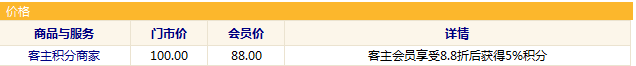 价格
商品与服务 门市价 会员价 详情
客主积分商家 100.00 88.00 客主会员享受8.8折后获得5%积分